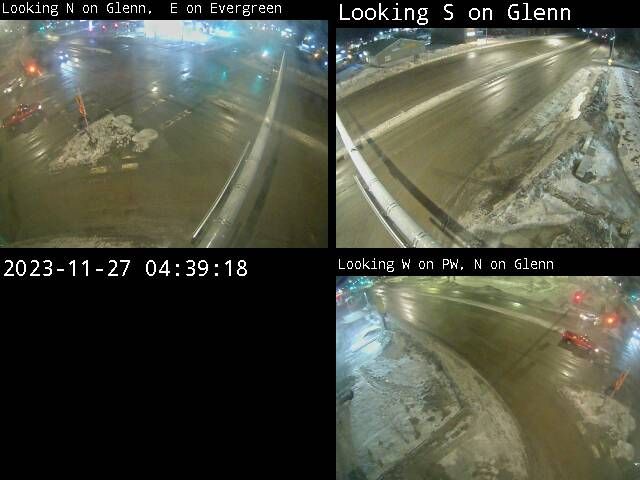 Looking N on Glenn, E on Evergreen
Looking S on Glenn
2023-11-27 04:39:18
Looking W on PW, N on Glenn